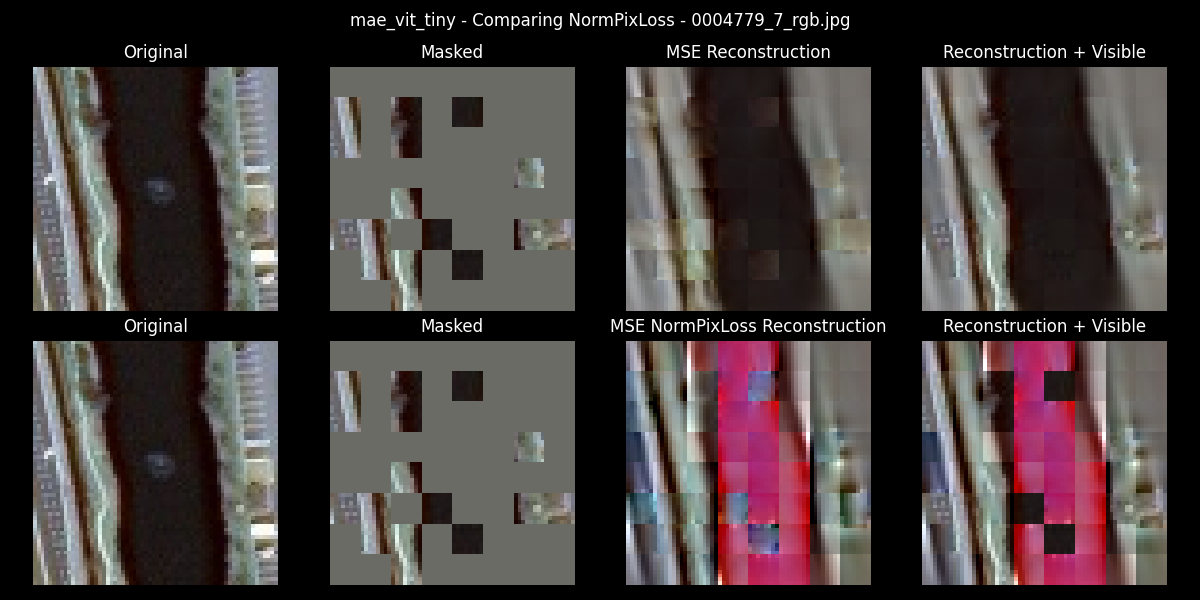 mae_vit_tiny - Comparing NormPixLoss - 0004779_7_rgb.jpg
Original
Masked
MSE Reconstruction
Reconstruction + Visible
Original
Masked
MSE NormPixLoss Reconstruction
Reconstruction + Visible